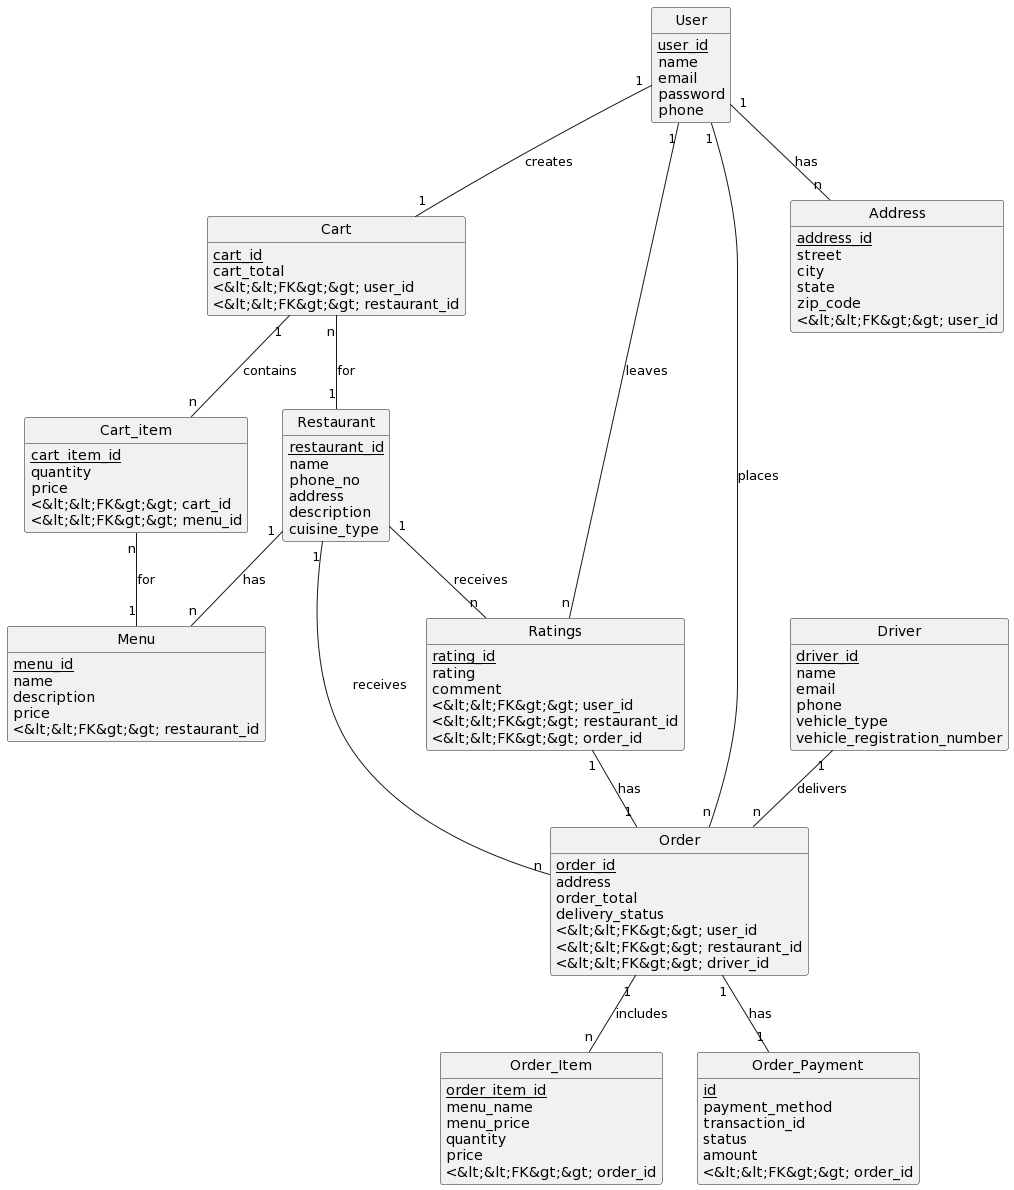 User
user_id
name
email
password
phone
1
1
1
1
creates
1
has
n
Address
address_id
street
city
state
zip_code
<&lt;&lt;FK&gt;&gt; user_id
Cart
cart_id
cart_total
<&lt;&lt;FK&gt;&gt; user_id
<&lt;&lt;FK&gt;&gt; restaurant_id
1
n
contains
for
leaves
n
1
Cart_item
cart_item_id
quantity
price
<&lt;&lt;FK&gt;&gt; cart_id
<&lt;&lt;FK&gt;&gt; menu_id
Restaurant
restaurant_id
name
phone_no
address
description
cuisine_type
places
n
for
1
1
has
n
1
1
receives
n
n
Menu
menu_id
name
description
price
<&lt;&lt;FK&gt;&gt; restaurant_id
receives
Ratings
rating_id
rating
comment
<&lt;&lt;FK&gt;&gt; user_id
<&lt;&lt;FK&gt;&gt; restaurant_id
<&lt;&lt;FK&gt;&gt; order_id
Driver
driver_id
name
email
phone
vehicle_type
vehicle_registration_number
1
has
1
n
1
delivers
n
n
Order
order_id
address
order_total
delivery_status
<&lt;&lt;FK&gt;&gt; user_id
<&lt;&lt;FK&gt;&gt; restaurant_id
<&lt;&lt;FK&gt;&gt; driver_id
1
1
includes
has
n
1
Order_Item
order_item_id
menu_name
menu_price
quantity
price
<&lt;&lt;FK&gt;&gt; order_id
Order_Payment
id
payment_method
transaction_id
status
amount
<&lt;&lt;FK&gt;&gt; order_id